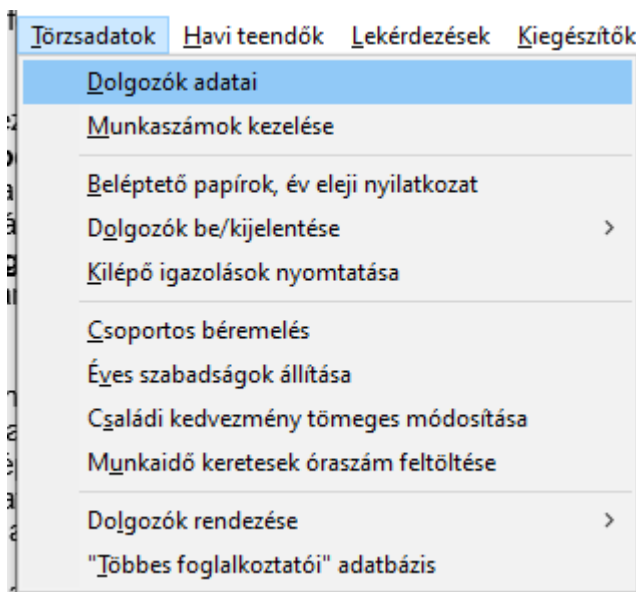 Törzsadatok Havi teendők Lekérdezések Kiegészítők
Dolgozók adatai
Munkaszámok kezelése
Beléptető papírok, év eleji nyilatkozat
Dolgozók be/kijelentése
Kilépő igazolások nyomtatása
Csoportos béremelés
Éves szabadságok állítása
Családi kedvezmény tömeges módosítása
Munkaidő keretesek óraszám feltöltése
Dolgozók rendezése
"Többes foglalkoztatói" adatbázis